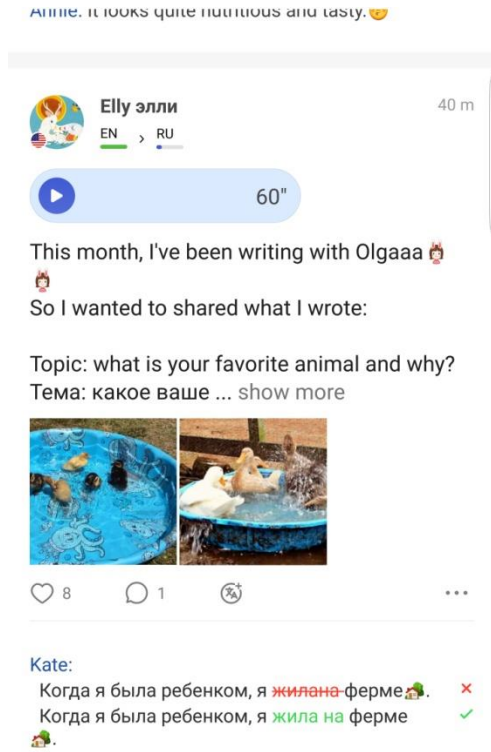 Annie: It looks quite nutritious and tasty.
Elly элли
40 m
EN › RU
60"
This month, I've been writing with Olgaaa
So I wanted to shared what I wrote:
Topic: what is your favorite animal and why?
Тема: какое ваше ... show more
8
1
Kate:
Когда я была ребенком, я жилана ферме.
Когда я была ребенком, я жила на ферме
.